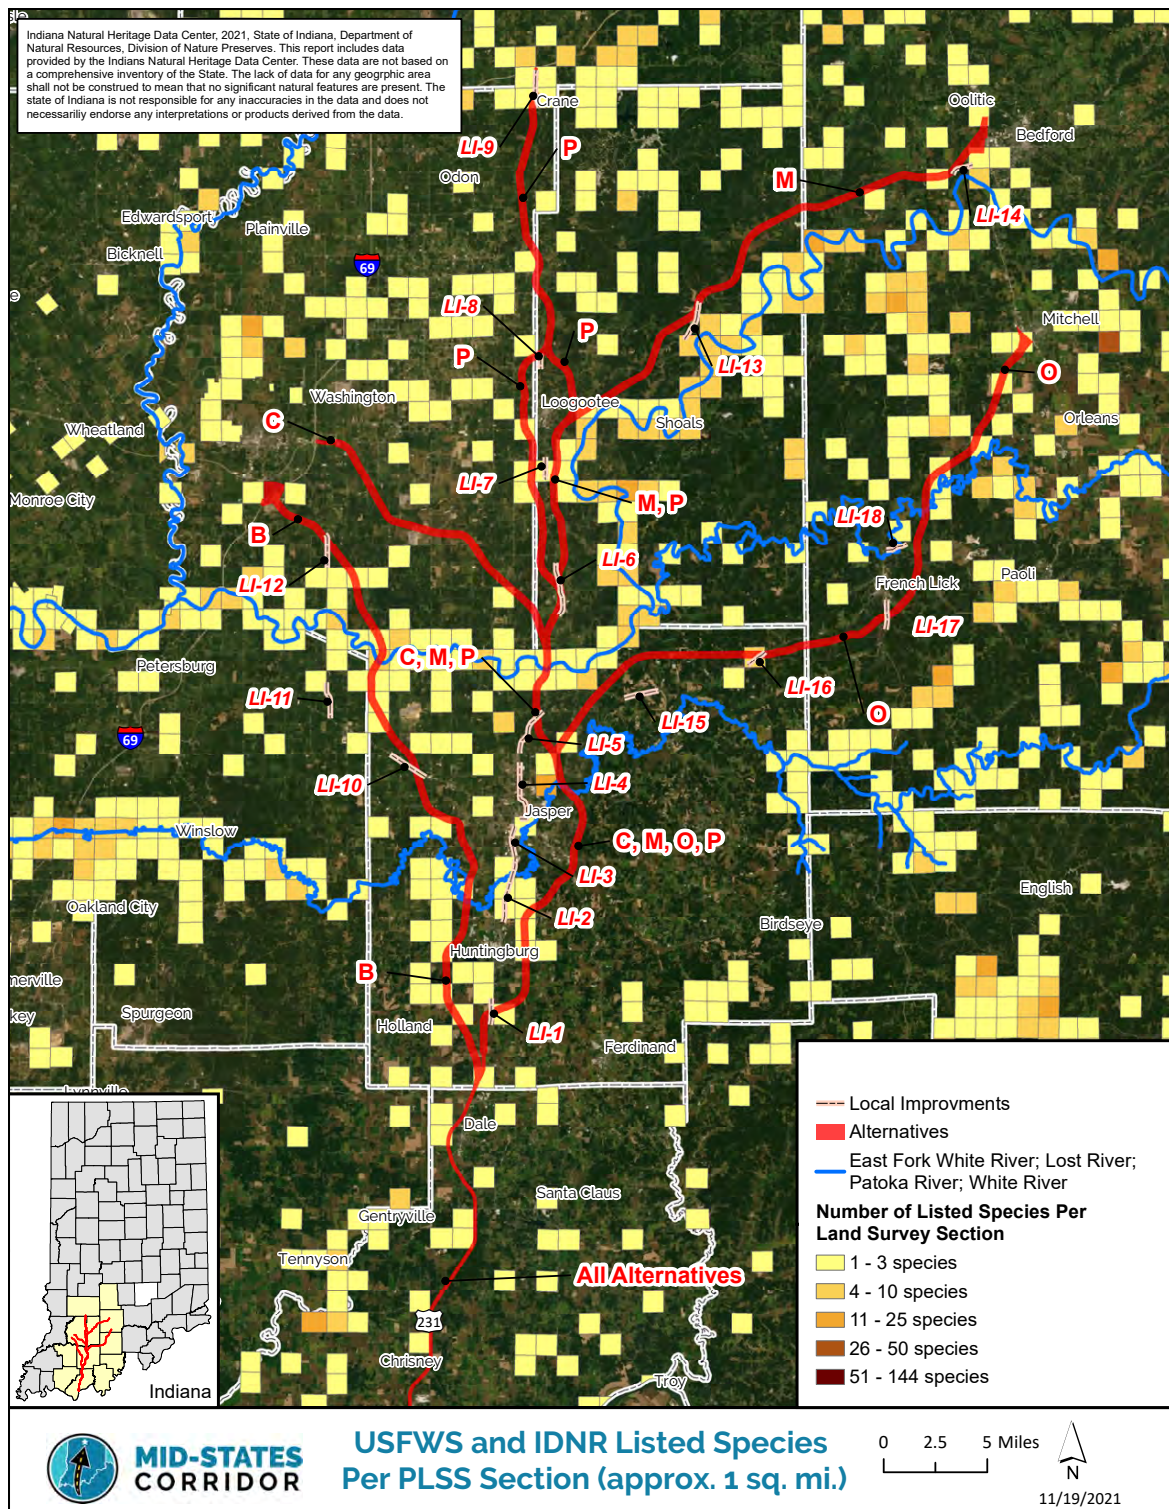 Indiana Natural Heritage Data Center, 2021, State of Indiana, Department of
Natural Resources, Division of Nature Preserves. This report includes data
provided by the Indians Natural Heritage Data Center. These data are not based on
a comprehensive inventory of the State. The lack of data for any geogrphic area
shall not be construed to mean that no significant natural features are present. The
state of Indiana is not responsible for any inaccuracies in the data and does not
necessariliy endorse any interpretations or products derived from the data.
Crane
Oolitic
Bedford
LI-9
P
Odon
M
LI-14
Edwardsport
Plainville
Bicknell
69
LI-8
P
Mitchell
P
LI-13
O
Washington
Loogootee
C
Shoals
Orleans
Wheatland
LI-7
Monroe City
M, P
B
LI-18
LI-12
LI-6
French Lick
Paoli
LI-17
Petersburg
C, M, P
LI-16
LI-11
LI-15
O
69
LI-5
LI-10
LI-4
Jasper
Winslow
C, M, O, P
LI-3
English
Oakland City
LI-2
Birdseye
Huntingburg
B
nerville
Spurgeon
key
Holland
LI-1
Ferdinand
Lynnville
Dale
Santa Claus
Gentryville
Tennyson
All Alternatives
231
Chrisney
Troy
Local Improvments
Alternatives
East Fork White River; Lost River;
Patoka River; White River
Number of Listed Species Per
Land Survey Section
1 - 3 species
4 - 10 species
11 - 25 species
26 - 50 species
51 - 144 species
Indiana
MID-STATES
CORRIDOR
USFWS and IDNR Listed Species
Per PLSS Section (approx. 1 sq. mi.)
0 2.5 5 Miles
N
11/19/2021